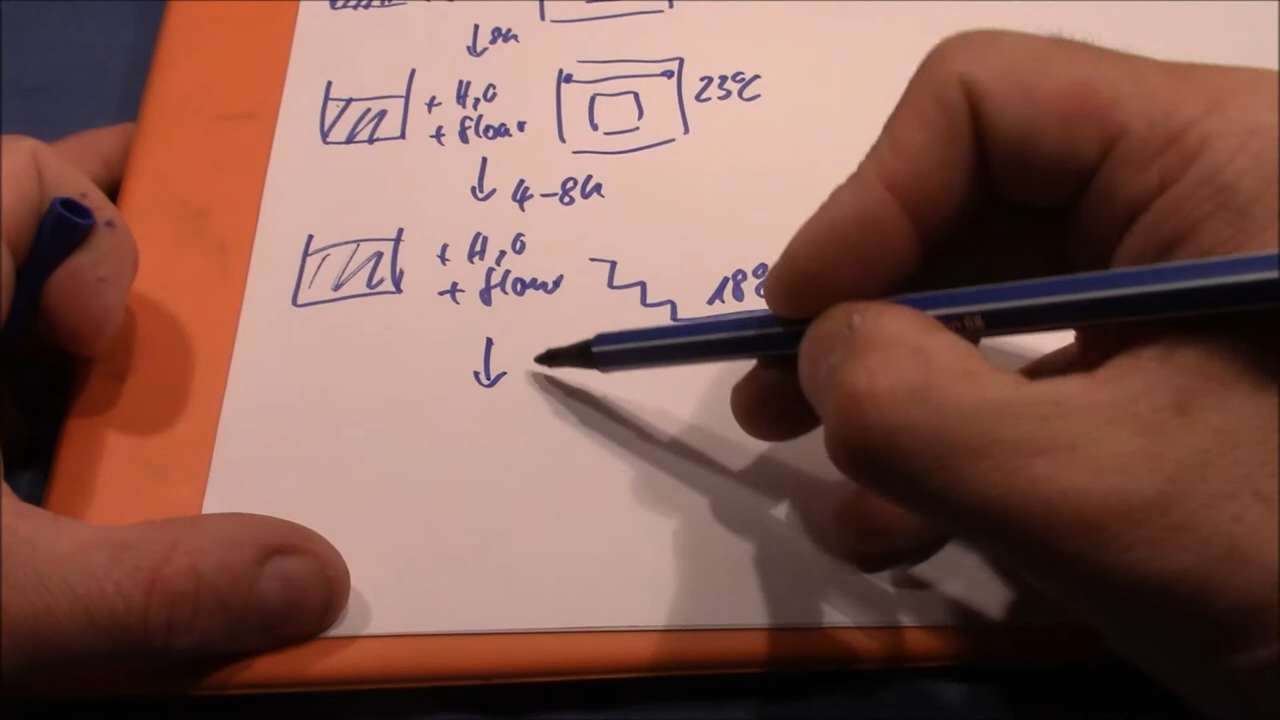 ↓ 8h
+ H2O
+ flour
23°C
↓ 4-8h
+ H2O
+ flour
18°
↓